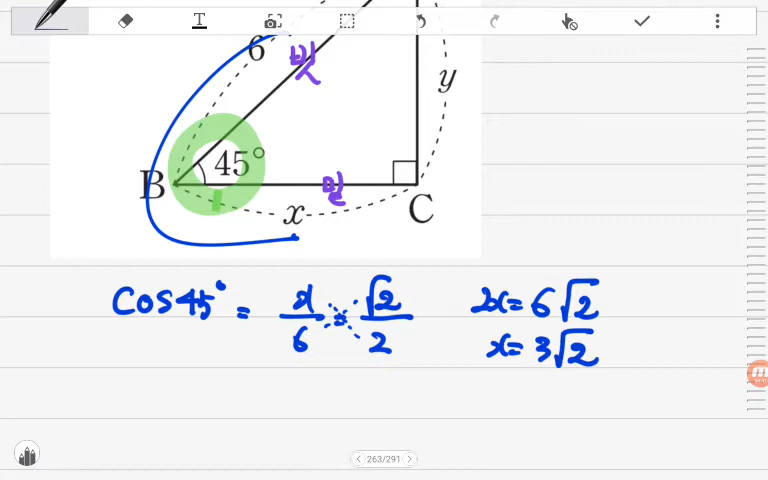 T
6
빗
y
45°
B
밑
x
C
cos45° = x/6 = √2/2
2x = 6√2
x = 3√2
263/291